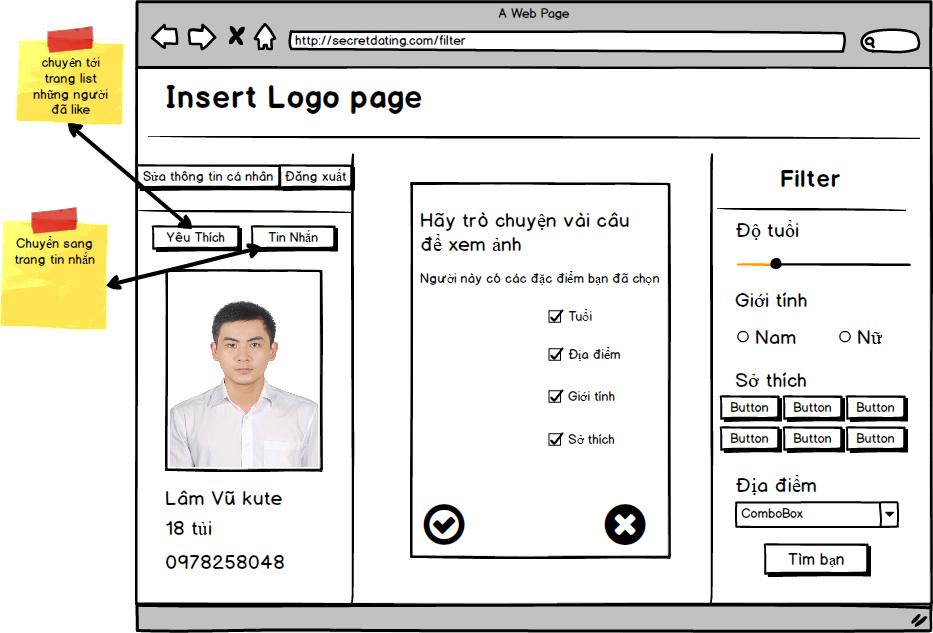 A Web Page
http://secretdating.com/filter
chuyên tới
trang list
những người
đã like
Insert Logo page
Sửa thông tin cá nhân
Đăng xuất
Chuyển sang
trang tin nhắn
Yêu Thích
Tin Nhắn
Lâm Vũ kute
18 tủi
0978258048
Hãy trò chuyện vài câu
để xem ảnh
Người này có các đặc điểm bạn đã chọn
Tuổi
Địa điểm
Giới tính
Sở thích
Filter
Độ tuổi
Giới tính
Nam
Nữ
Sở thích
Button Button Button
Button Button Button
Địa điểm
ComboBox
Tìm bạn